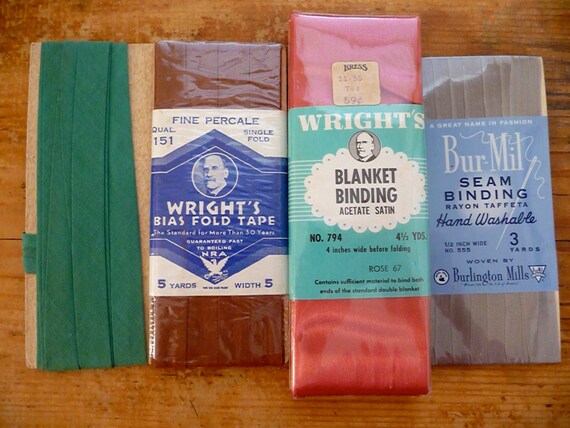 FINE PERCALE
QUAL. SINGLE
151 FOLD
WRIGHT'S
BIAS FOLD TAPE
The Standard for More Than 30 Years
GUARANTEED FAST
TO BOILING
NRA
5 YARDS WIDTH 5
KRESS
59¢
WRIGHT'S
BLANKET
BINDING
ACETATE SATIN
NO. 794 4½ YDS.
4 inches wide before folding
ROSE 67
Contains sufficient material to bind both
ends of the standard double blanket
A GREAT NAME IN FASHION
Bur-Mil
SEAM
BINDING
RAYON TAFFETA
Hand Washable
1/2 INCH WIDE
NO. 555
3
YARDS
WOVEN BY
Burlington Mills